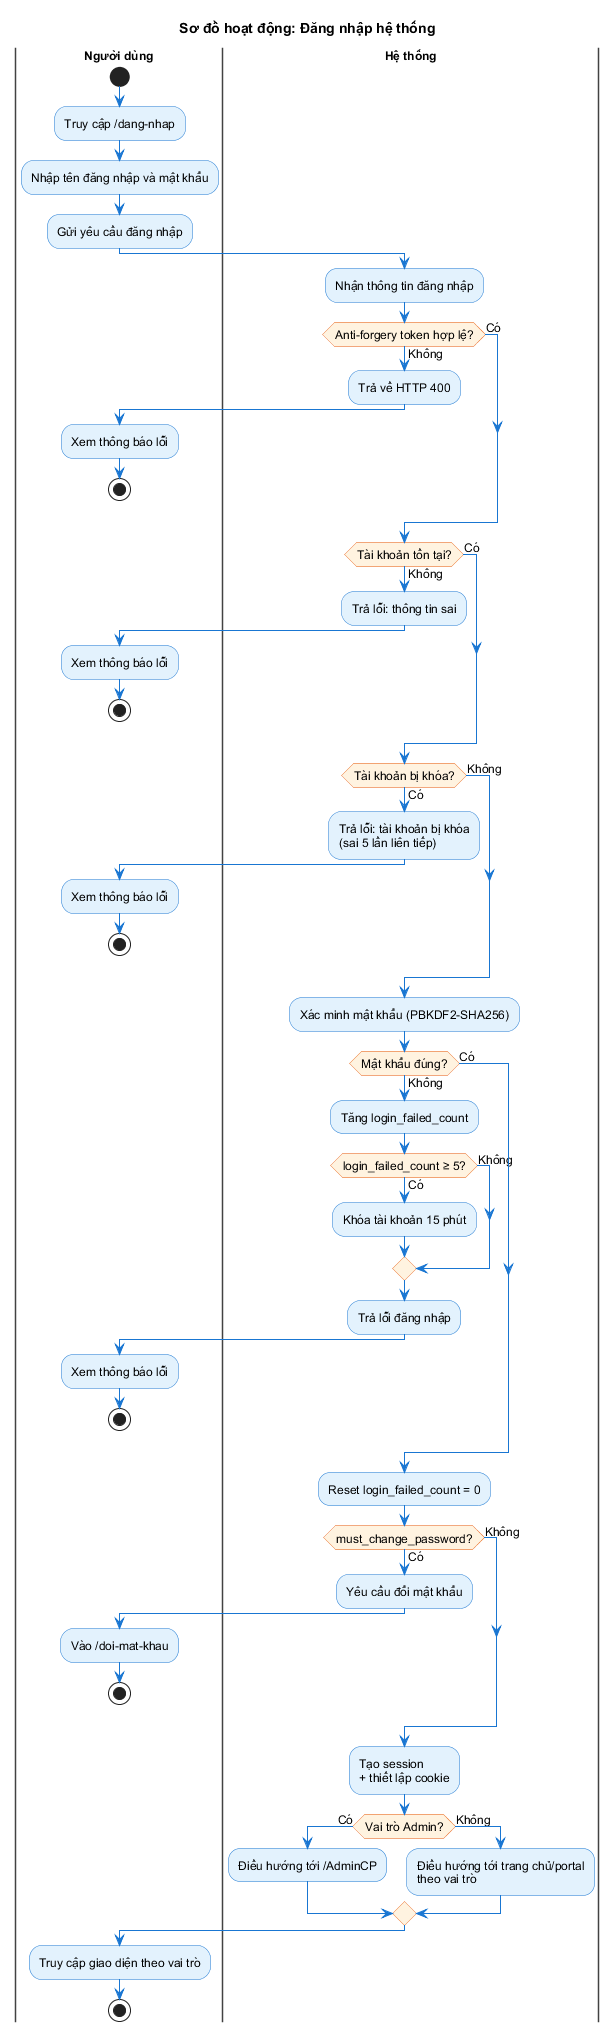 Sơ đồ hoạt động: Đăng nhập hệ thống
Người dùng
Hệ thống
Truy cập /dang-nhap
Nhập tên đăng nhập và mật khẩu
Gửi yêu cầu đăng nhập
Nhận thông tin đăng nhập
Anti-forgery token hợp lệ?
Có
Không
Trả về HTTP 400
Xem thông báo lỗi
Tài khoản tồn tại?
Có
Không
Trả lỗi: thông tin sai
Xem thông báo lỗi
Tài khoản bị khóa?
Không
Có
Trả lỗi: tài khoản bị khóa
(sai 5 lần liên tiếp)
Xem thông báo lỗi
Xác minh mật khẩu (PBKDF2-SHA256)
Mật khẩu đúng?
Có
Không
Tăng login_failed_count
login_failed_count ≥ 5?
Không
Có
Khóa tài khoản 15 phút
Trả lỗi đăng nhập
Xem thông báo lỗi
Reset login_failed_count = 0
must_change_password?
Không
Có
Yêu cầu đổi mật khẩu
Vào /doi-mat-khau
Tạo session
+ thiết lập cookie
Có
Vai trò Admin?
Không
Điều hướng tới /AdminCP
Điều hướng tới trang chủ/portal
theo vai trò
Truy cập giao diện theo vai trò